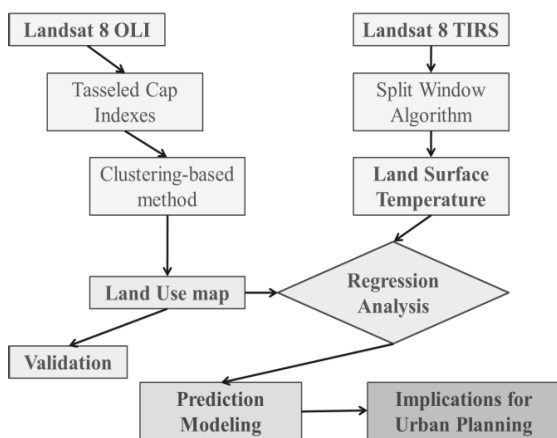 Landsat 8 OLI
Landsat 8 TIRS
Tasseled Cap
Indexes
Split Window
Algorithm
Clustering-based
method
Land Surface
Temperature
Land Use map
Regression
Analysis
Validation
Prediction
Modeling
Implications for
Urban Planning